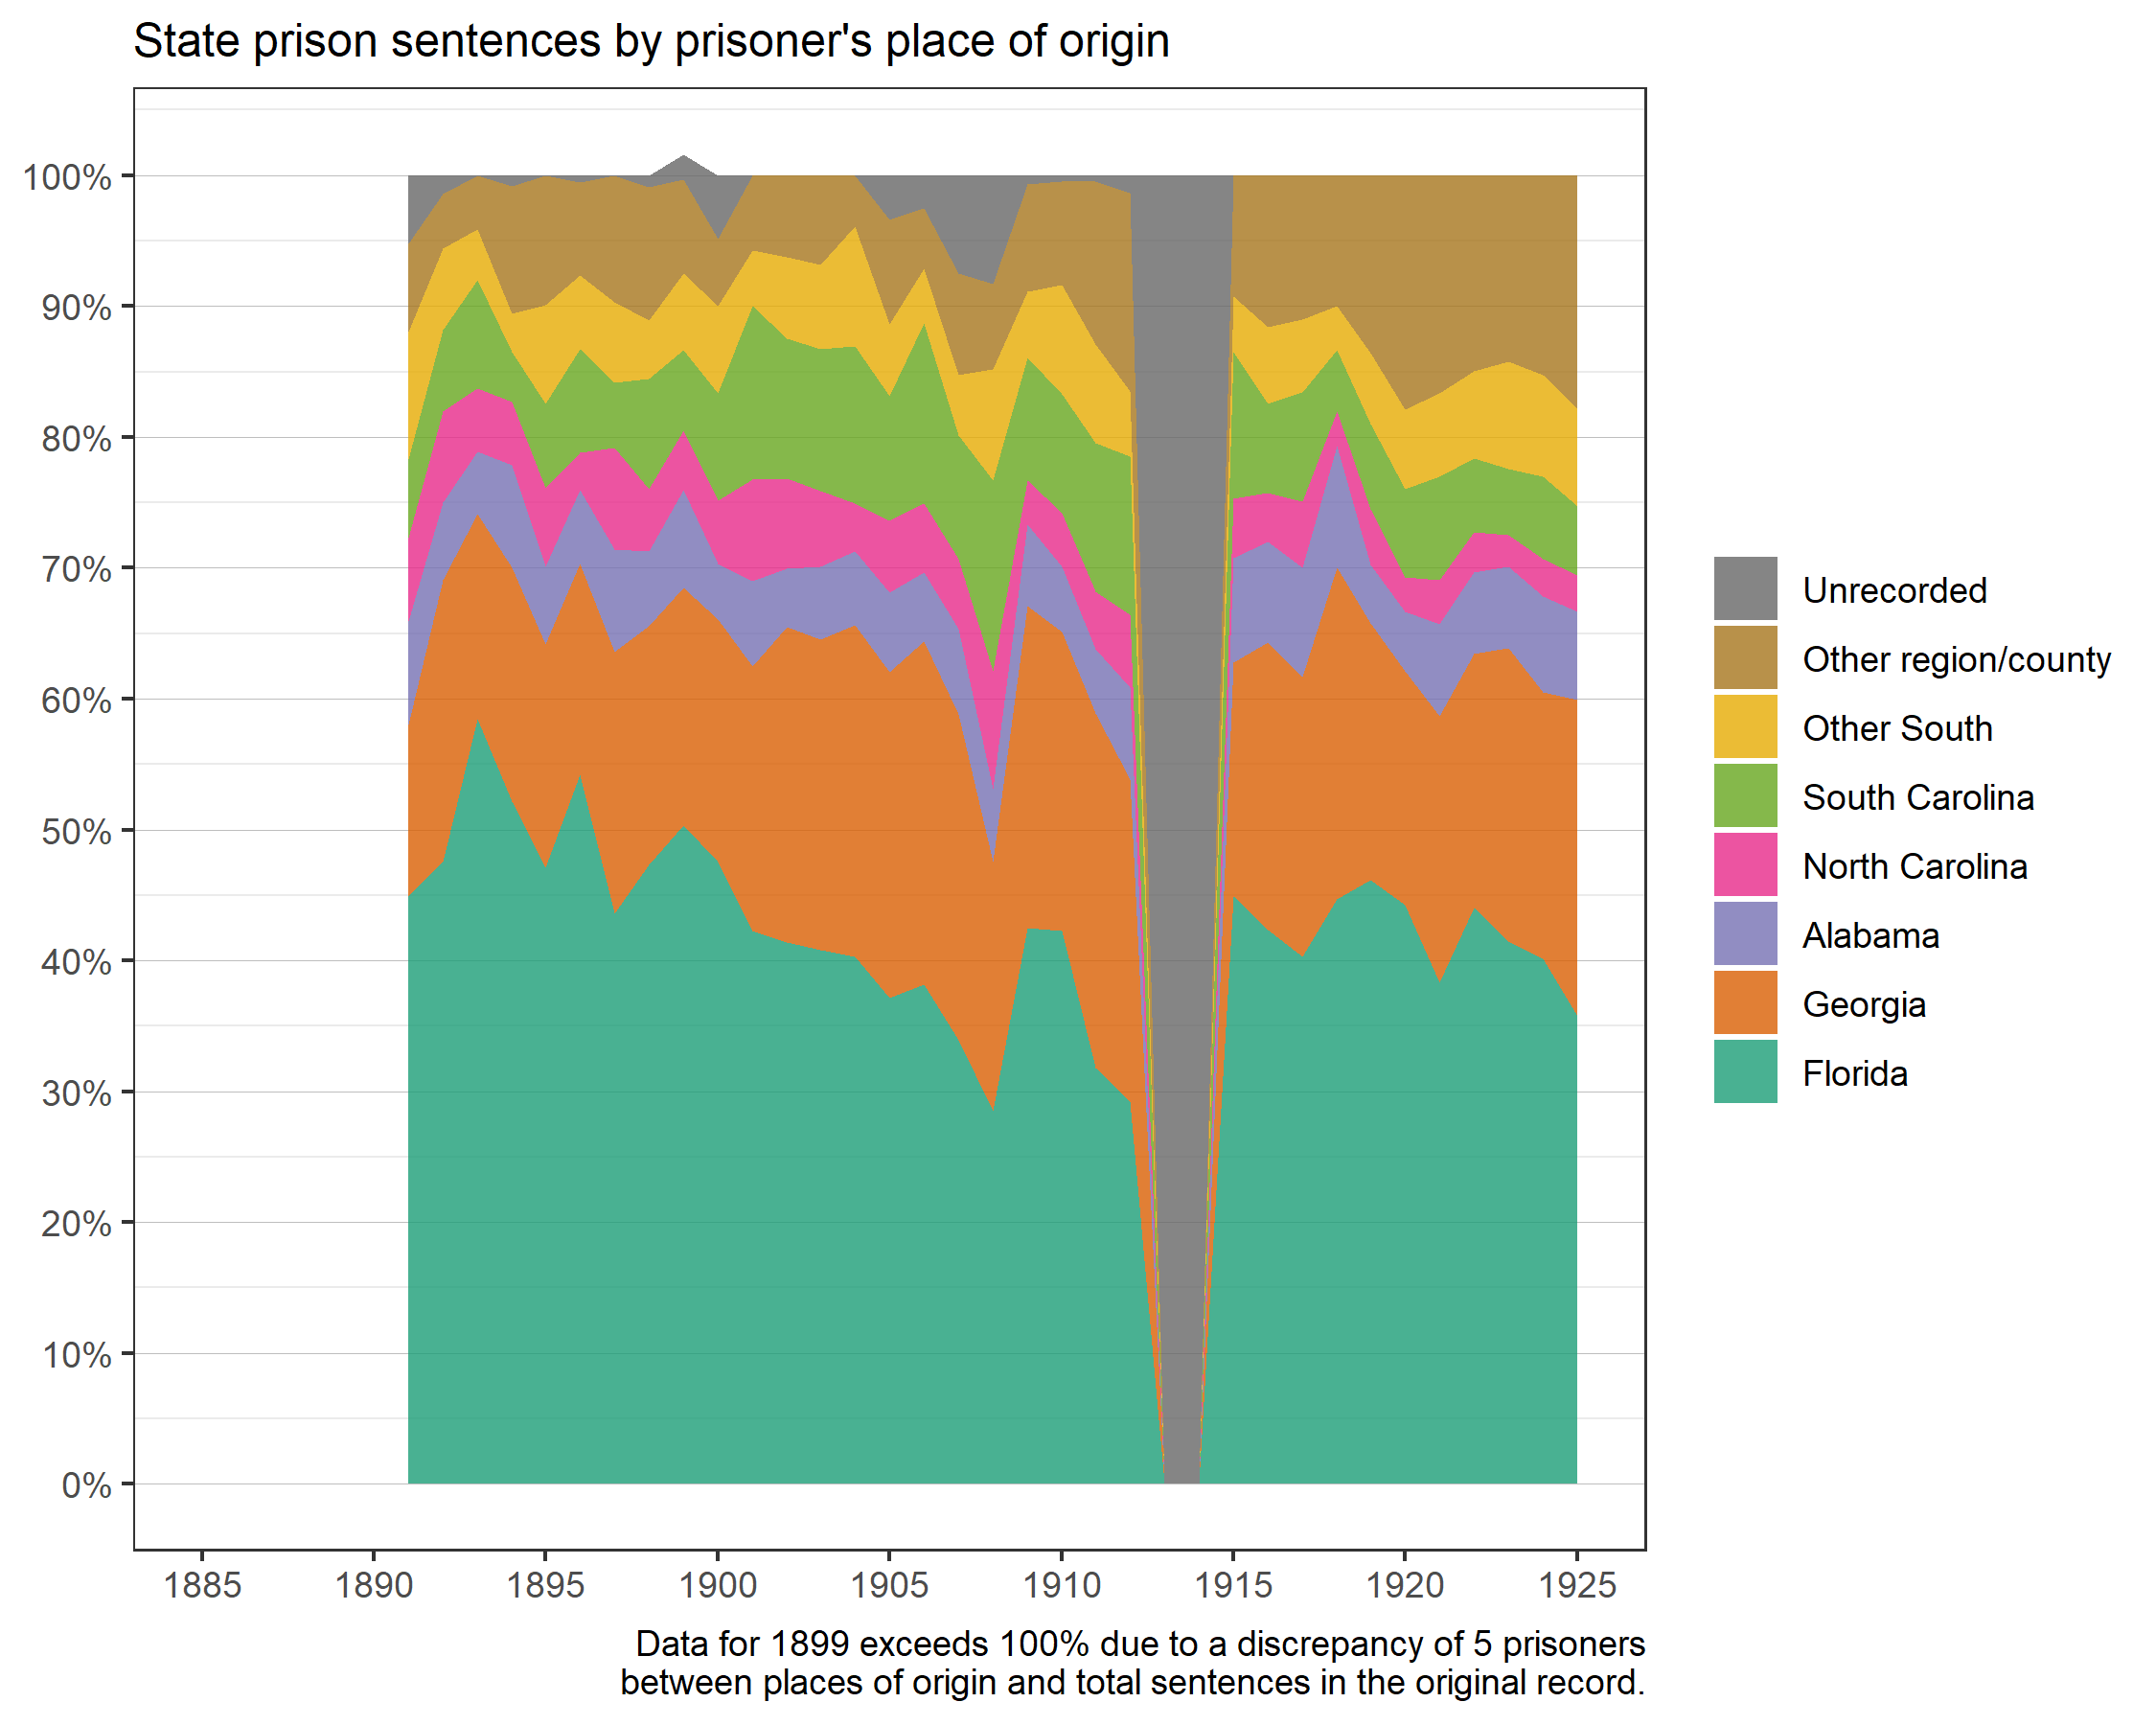 State prison sentences by prisoner's place of origin
100%
90%
80%
70%
60%
50%
40%
30%
20%
10%
0%
1885 1890 1895 1900 1905 1910 1915 1920 1925
Unrecorded
Other region/county
Other South
South Carolina
North Carolina
Alabama
Georgia
Florida
Data for 1899 exceeds 100% due to a discrepancy of 5 prisoners
between places of origin and total sentences in the original record.